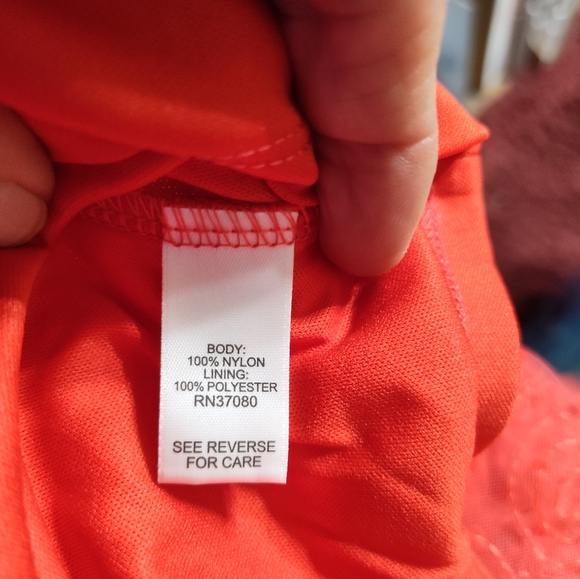 BODY:
100% NYLON
LINING:
100% POLYESTER
RN37080
SEE REVERSE
FOR CARE